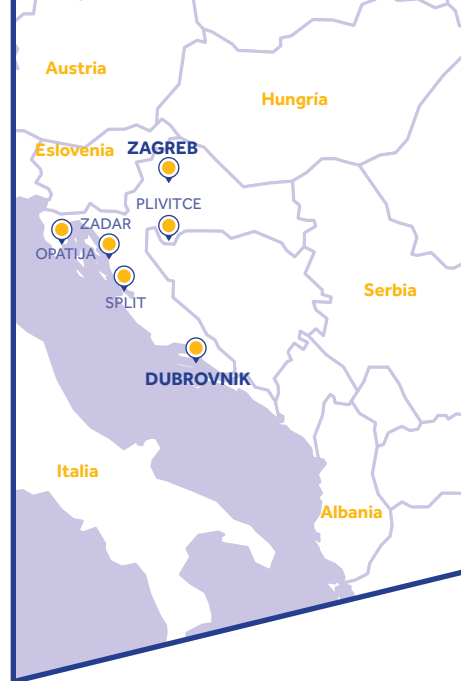 Austria
Hungría
Eslovenia
ZAGREB
PLIVITCE
ZADAR
OPATIJA
SPLIT
Serbia
DUBROVNIK
Italia
Albania